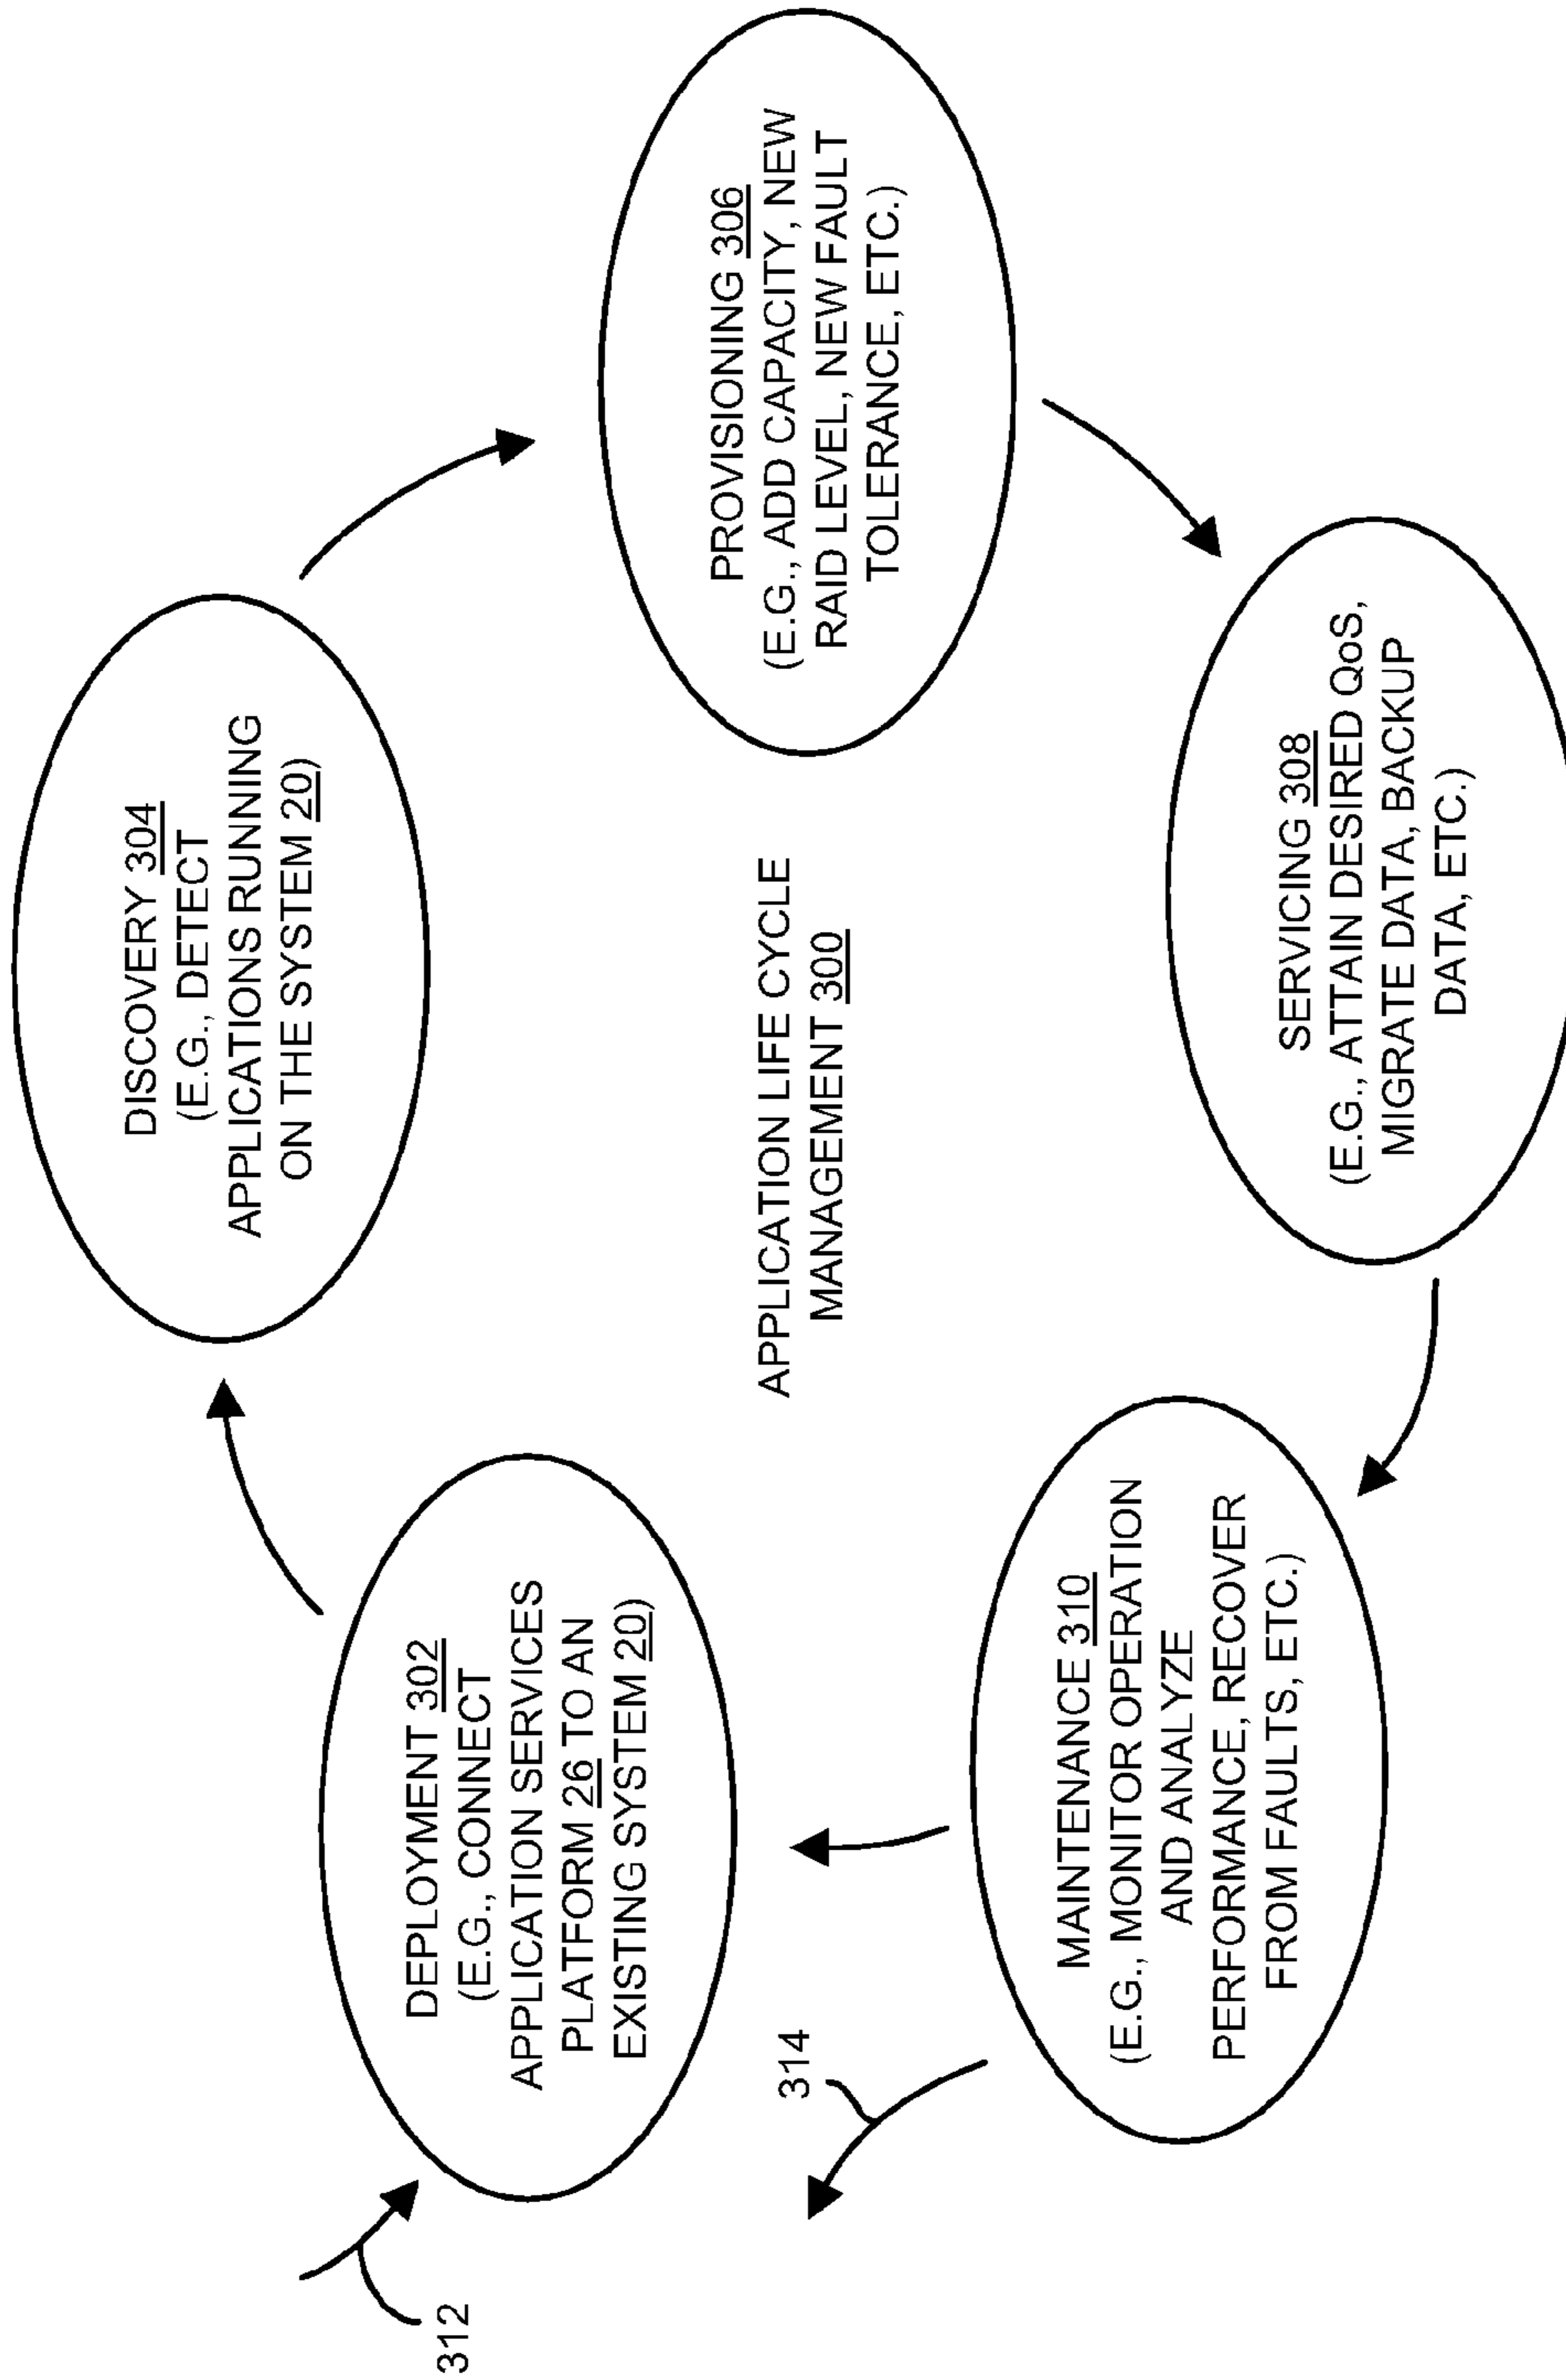 312
DEPLOYMENT 302
(E.G., CONNECT
APPLICATION SERVICES
PLATFORM 26 TO AN
EXISTING SYSTEM 20)
DISCOVERY 304
(E.G., DETECT
APPLICATIONS RUNNING
ON THE SYSTEM 20)
PROVISIONING 306
(E.G., ADD CAPACITY, NEW
RAID LEVEL, NEW FAULT
TOLERANCE, ETC.)
APPLICATION LIFE CYCLE
MANAGEMENT 300
314
MAINTENANCE 310
(E.G., MONITOR OPERATION
AND ANALYZE
PERFORMANCE, RECOVER
FROM FAULTS, ETC.)
SERVICING 308
(E.G., ATTAIN DESIRED QoS,
MIGRATE DATA, BACKUP
DATA, ETC.)